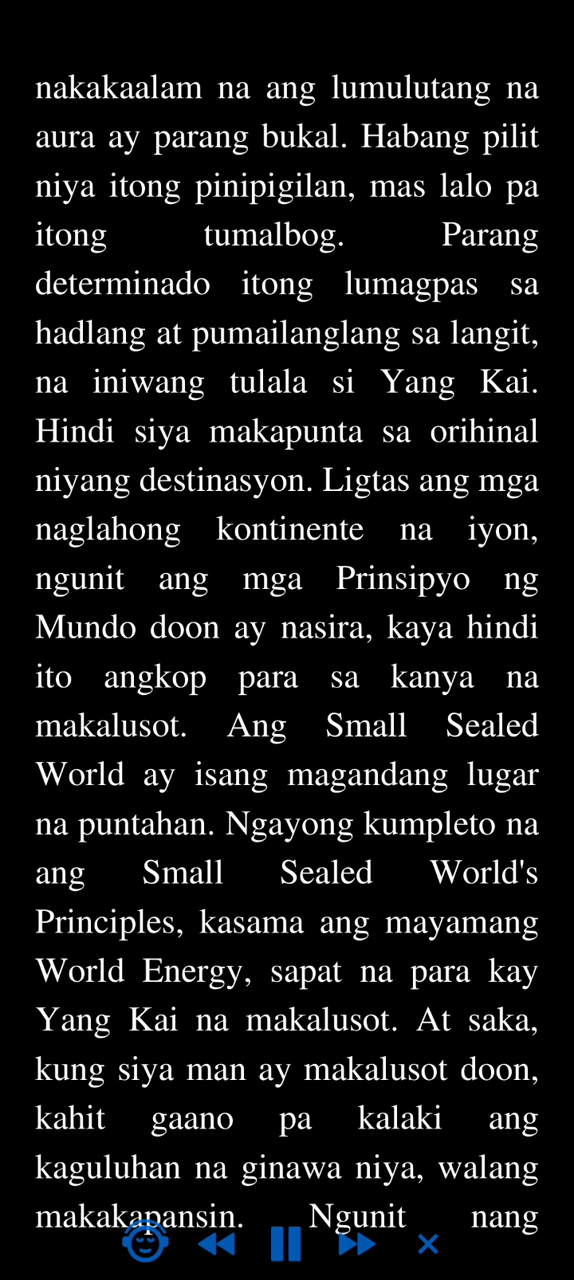 nakakaalam na ang lumulutang na
aura ay parang bukal. Habang pilit
niya itong pinipigilan, mas lalo pa
itong tumalbog. Parang
determinado itong lumagpas sa
hadlang at pumailanglang sa langit,
na iniwang tulala si Yang Kai.
Hindi siya makapunta sa orihinal
niyang destinasyon. Ligtas ang mga
naglahong kontinente na iyon,
ngunit ang mga Prinsipyo ng
Mundo doon ay nasira, kaya hindi
ito angkop para sa kanya na
makalusot. Ang Small Sealed
World ay isang magandang lugar
na puntahan. Ngayong kumpleto na
ang Small Sealed World's
Principles, kasama ang mayamang
World Energy, sapat na para kay
Yang Kai na makalusot. At saka,
kung siya man ay makalusot doon,
kahit gaano pa kalaki ang
kaguluhan na ginawa niya, walang
makakapansin. Ngunit nang